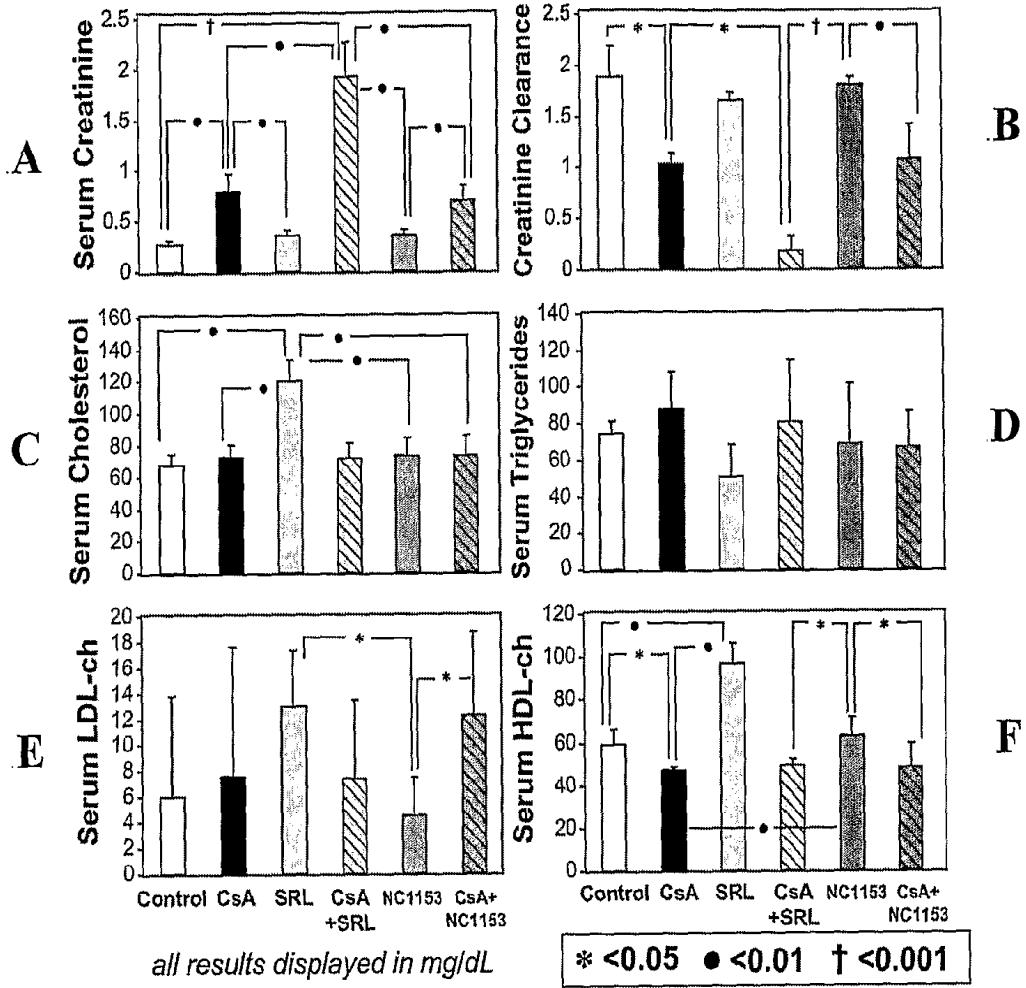 A
Serum Creatinine
2.5
2
1.5
1
0.5
0
† • • • • • •
B
Creatinine Clearance
2.5
2
1.5
1
0.5
0
* * † •
C
Serum Cholesterol
160
140
120
100
80
60
40
20
0
• • • •
D
Serum Triglycerides
140
120
100
80
60
40
20
0
E
Serum LDL-ch
20
18
16
14
12
10
8
6
4
2
0
* *
Control CsA SRL CsA +SRL NC1153 CsA+ NC1153
F
Serum HDL-ch
120
100
80
60
40
20
0
• * • * * •
Control CsA SRL CsA +SRL NC1153 CsA+ NC1153
all results displayed in mg/dL
* <0.05 • <0.01 † <0.001